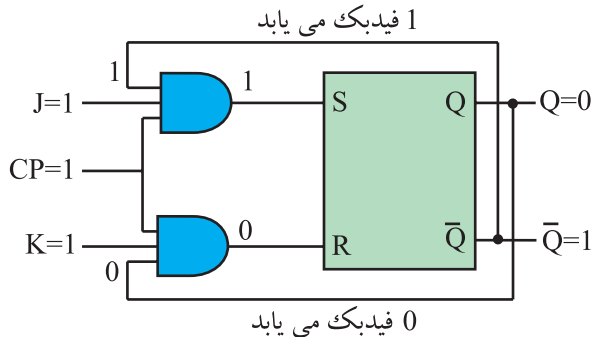 1 فیدبک می یابد
1
1
J=1
S
Q
Q=0
CP=1
K=1
0
R
Q̅
Q̅=1
0
0 فیدبک می یابد